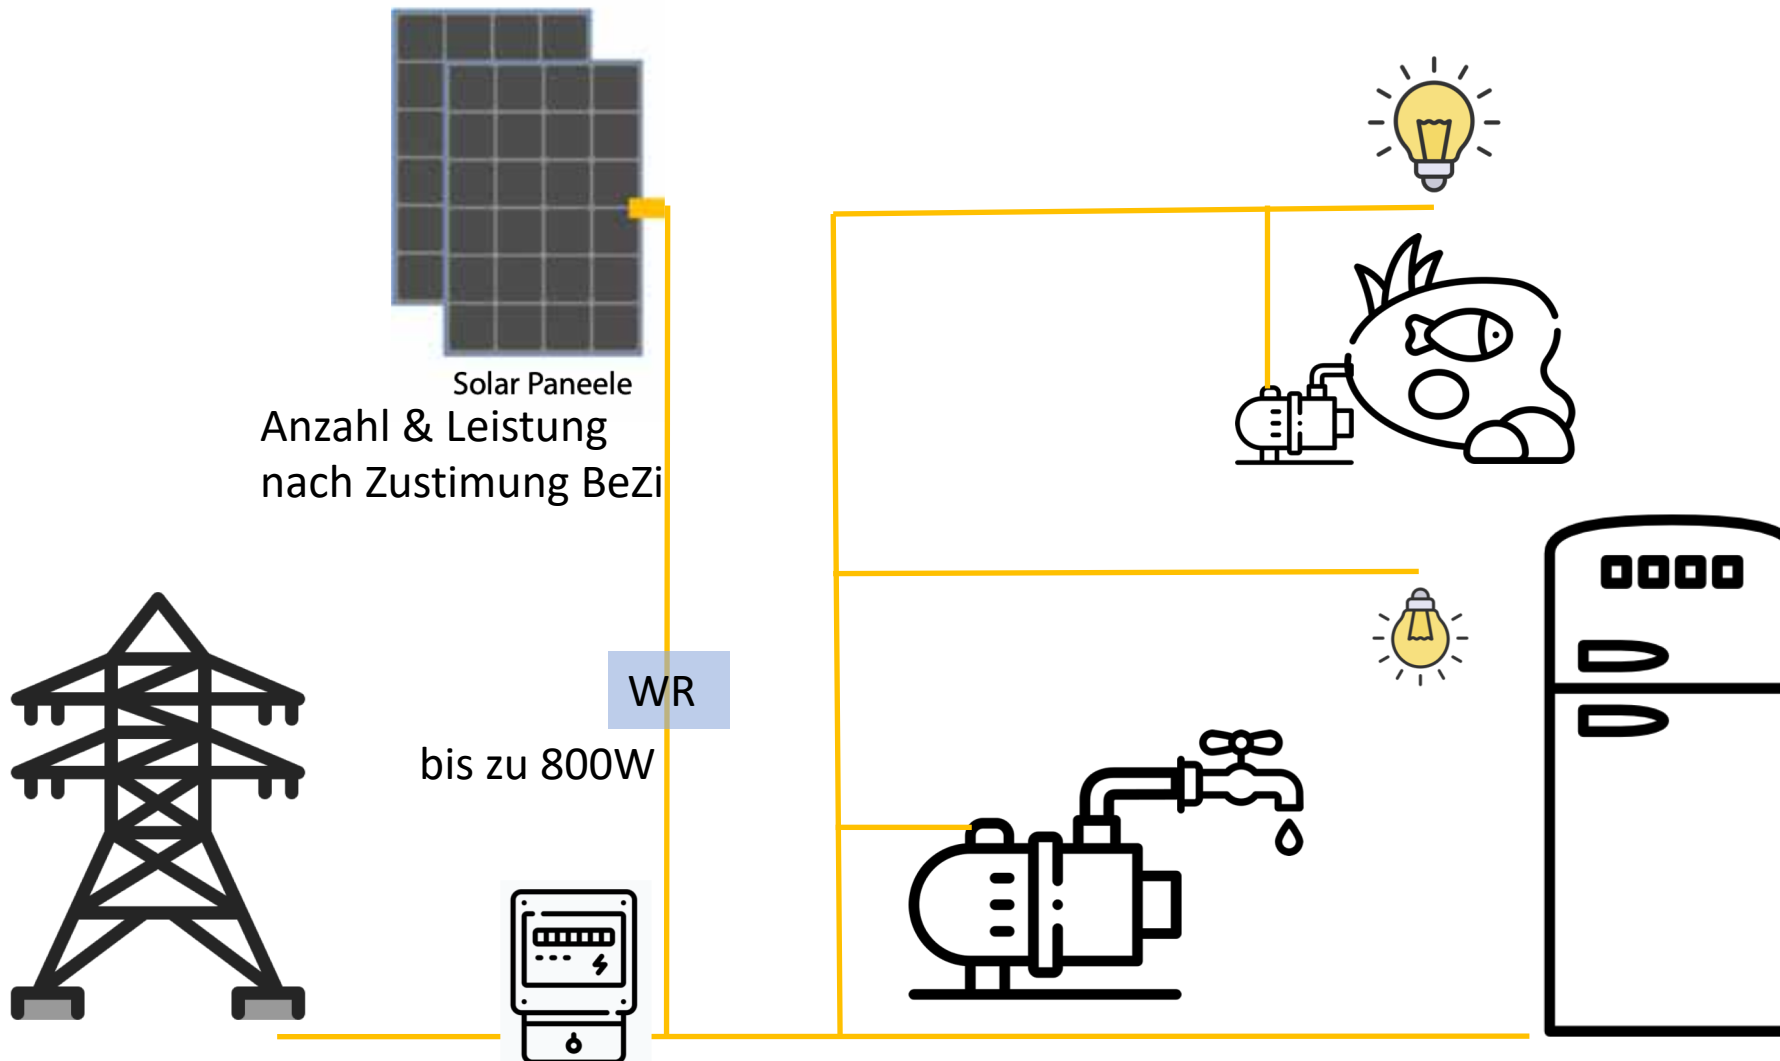 Solar Paneele
Anzahl & Leistung
nach Zustimung BeZi
WR
bis zu 800W